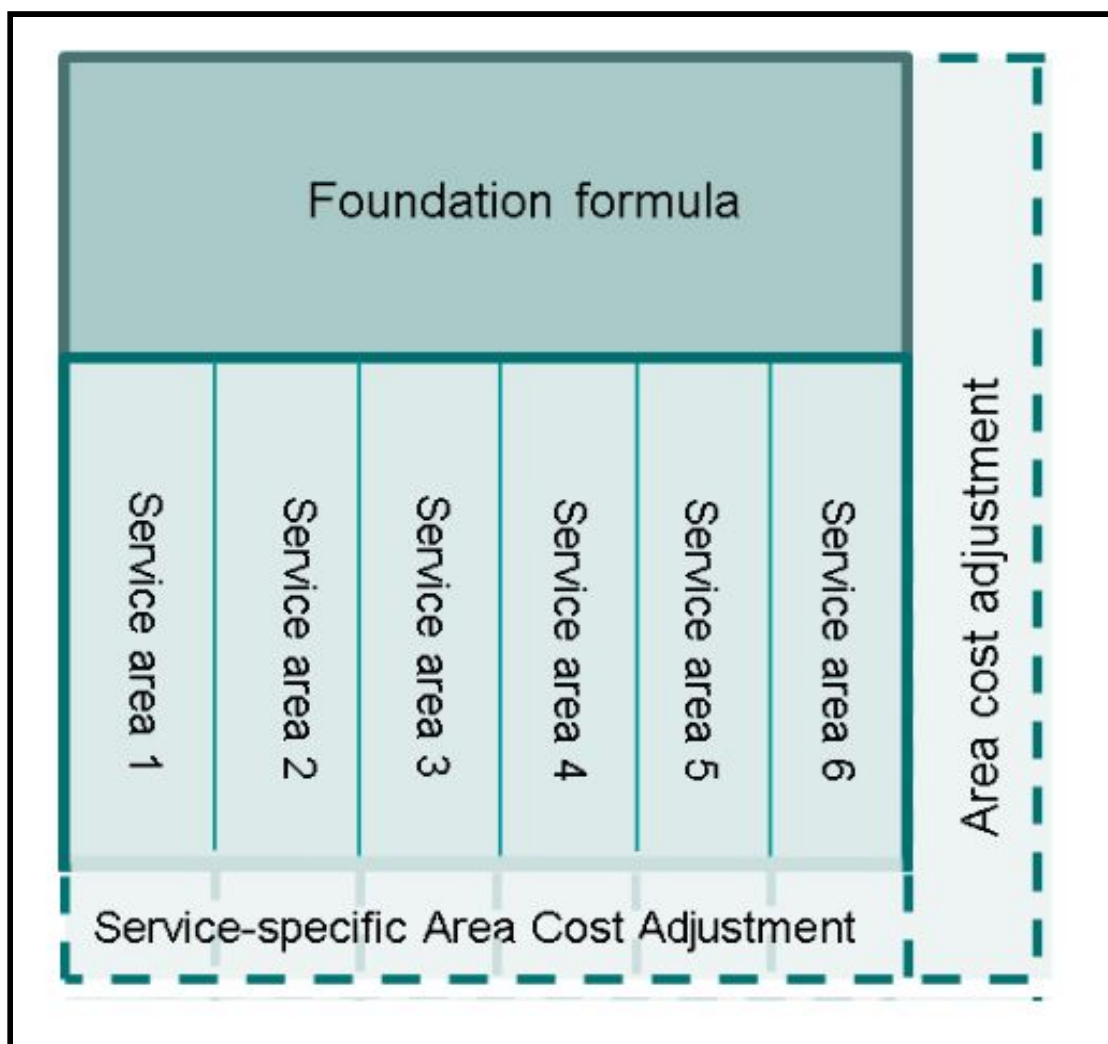 Foundation formula
Service area 1
Service area 2
Service area 3
Service area 4
Service area 5
Service area 6
Area cost adjustment
Service-specific Area Cost Adjustment